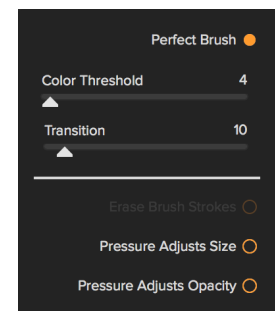 Perfect Brush
Color Threshold 4
Transition 10
Erase Brush Strokes
Pressure Adjusts Size
Pressure Adjusts Opacity